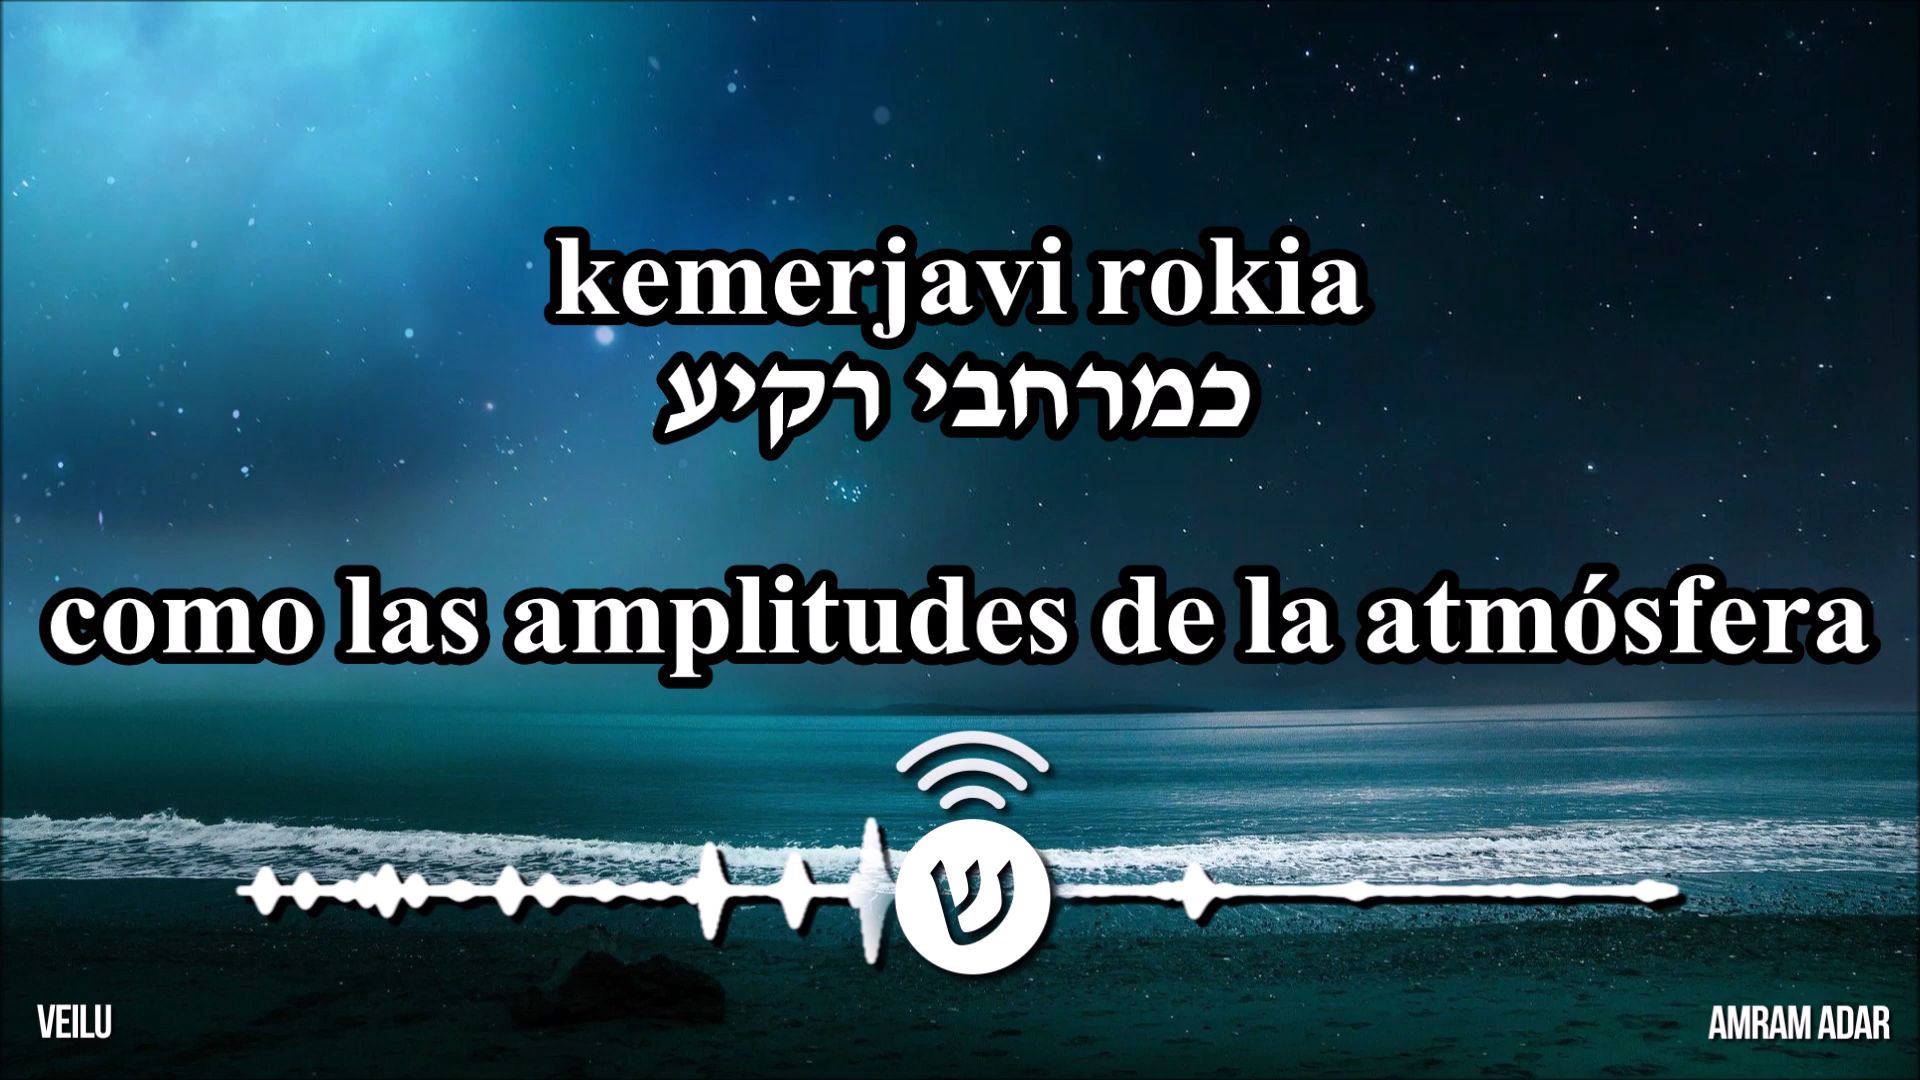 kemerjavi rokia
כמרחבי רקיע
como las amplitudes de la atmósfera
ש
VEILU
AMRAM ADAR